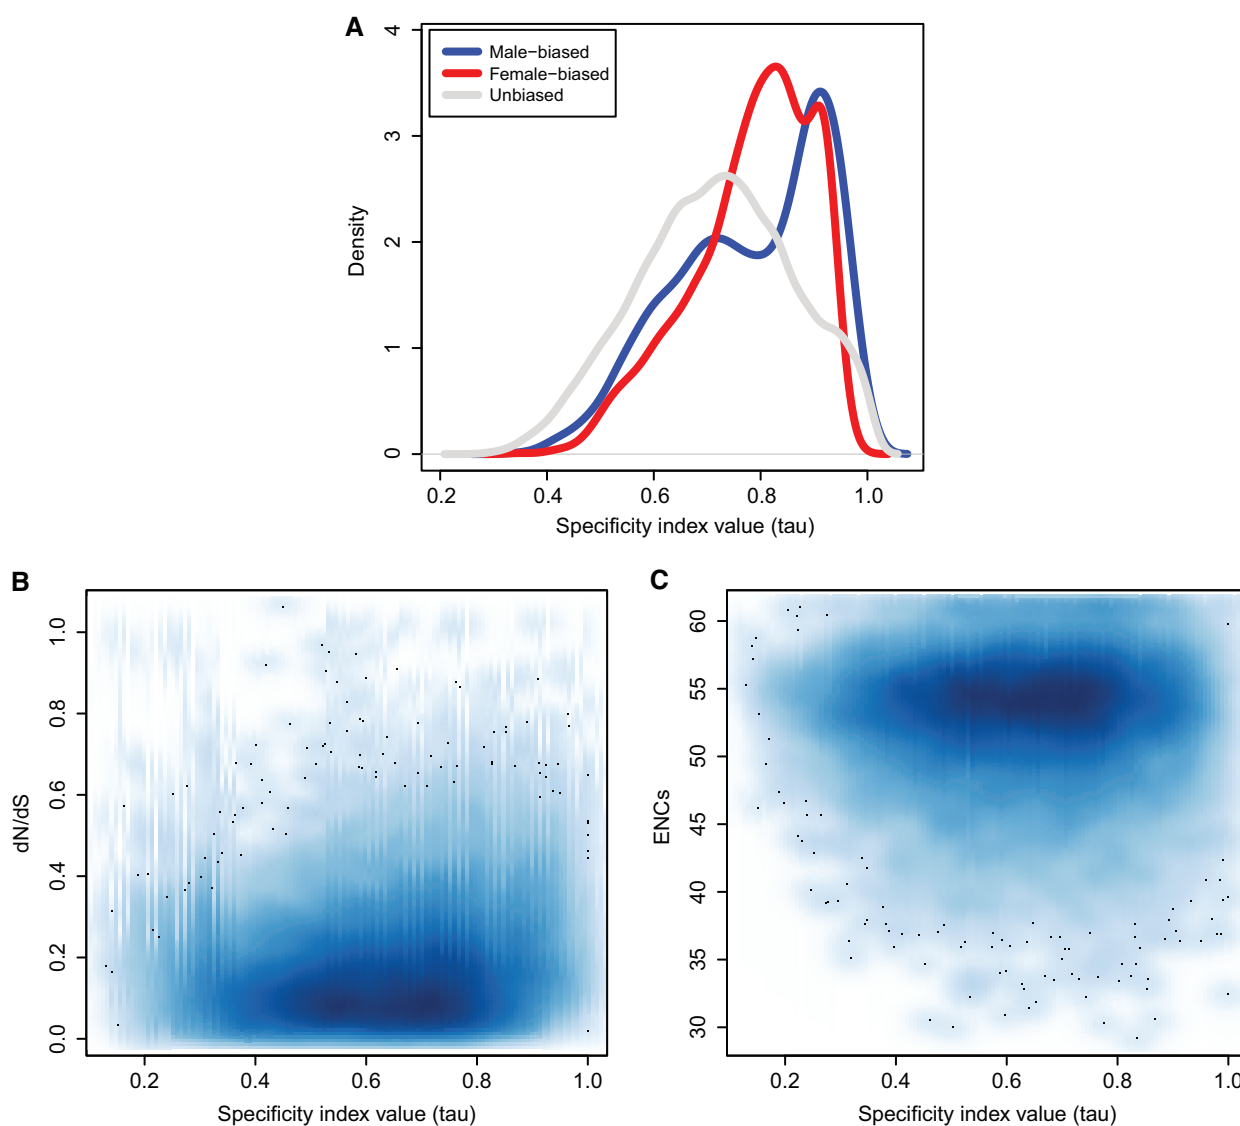 A
Male−biased
Female−biased
Unbiased
Density
0 1 2 3 4
0.2 0.4 0.6 0.8 1.0
Specificity index value (tau)
B
dN/dS
0.0 0.2 0.4 0.6 0.8 1.0
0.2 0.4 0.6 0.8 1.0
Specificity index value (tau)
C
ENCs
30 35 40 45 50 55 60
0.2 0.4 0.6 0.8 1.0
Specificity index value (tau)